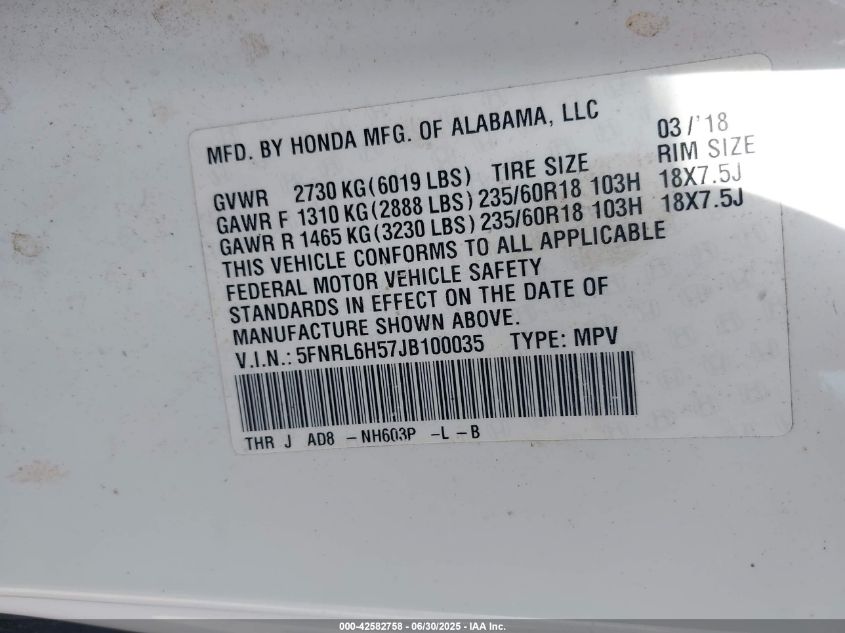 MFD. BY HONDA MFG. OF ALABAMA, LLC 03/'18
GVWR 2730 KG(6019 LBS) TIRE SIZE RIM SIZE
GAWR F 1310 KG(2888 LBS) 235/60R18 103H 18X7.5J
GAWR R 1465 KG(3230 LBS) 235/60R18 103H 18X7.5J
THIS VEHICLE CONFORMS TO ALL APPLICABLE
FEDERAL MOTOR VEHICLE SAFETY
STANDARDS IN EFFECT ON THE DATE OF
MANUFACTURE SHOWN ABOVE.
V.I.N.: 5FNRL6H57JB100035 TYPE: MPV
THR J AD8 -NH603P -L -B
000-42582758 - 06/30/2025 - IAA Inc.